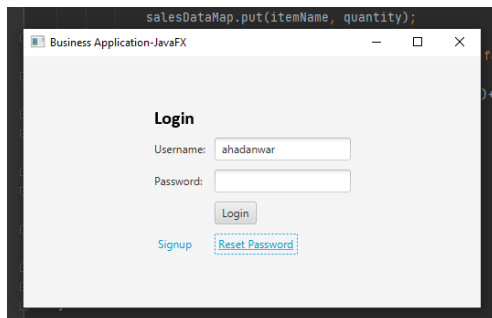 salesDataMap.put(itemName, quantity);
Business Application-JavaFX
Login
Username: ahadanwar
Password:
Login
Signup Reset Password